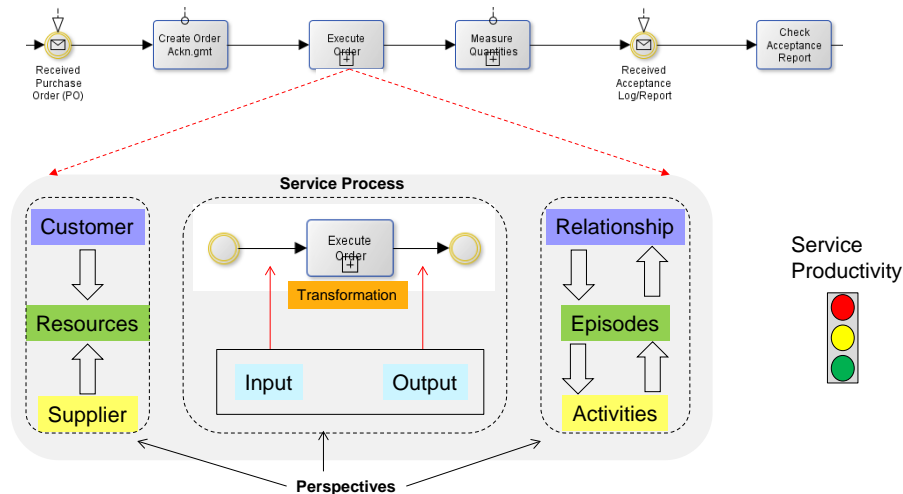 Create Order
Ackn.gmt
Execute
Order
Measure
Quantities
Check
Acceptance
Report
Received
Purchase
Order (PO)
Received
Acceptance
Log/Report
Service Process
Customer
Resources
Supplier
Execute
Order
Transformation
Input
Output
Relationship
Episodes
Activities
Service
Productivity
Perspectives